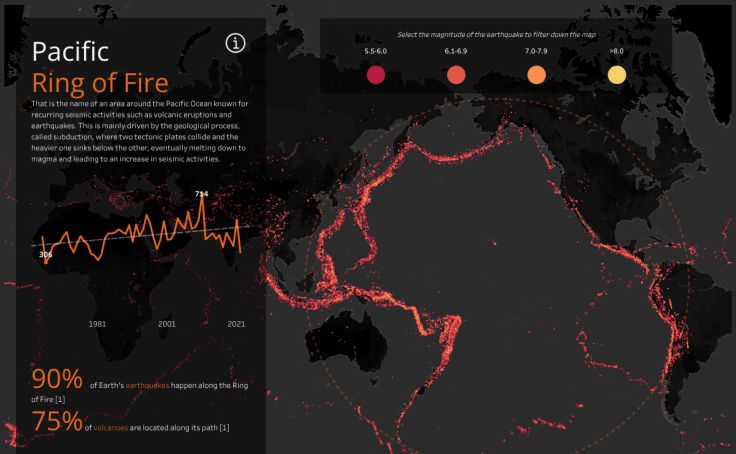 Pacific
Ring of Fire
That is the name of an area around the Pacific Ocean known for
recurring seismic activities such as volcanic eruptions and
earthquakes. This is mainly driven by the geological process,
called subduction, where two tectonic plates collide and the
heavier one sinks below the other, eventually melting down to
magma and leading to an increase in seismic activities.
Select the magnitude of the earthquake to filter down the map
5.5-6.0 6.1-6.9 7.0-7.9 >8.0
714
306
1981 2001 2021
90% of Earth's earthquakes happen along the Ring
of Fire [1]
75% of volcanoes are located along its path [1]